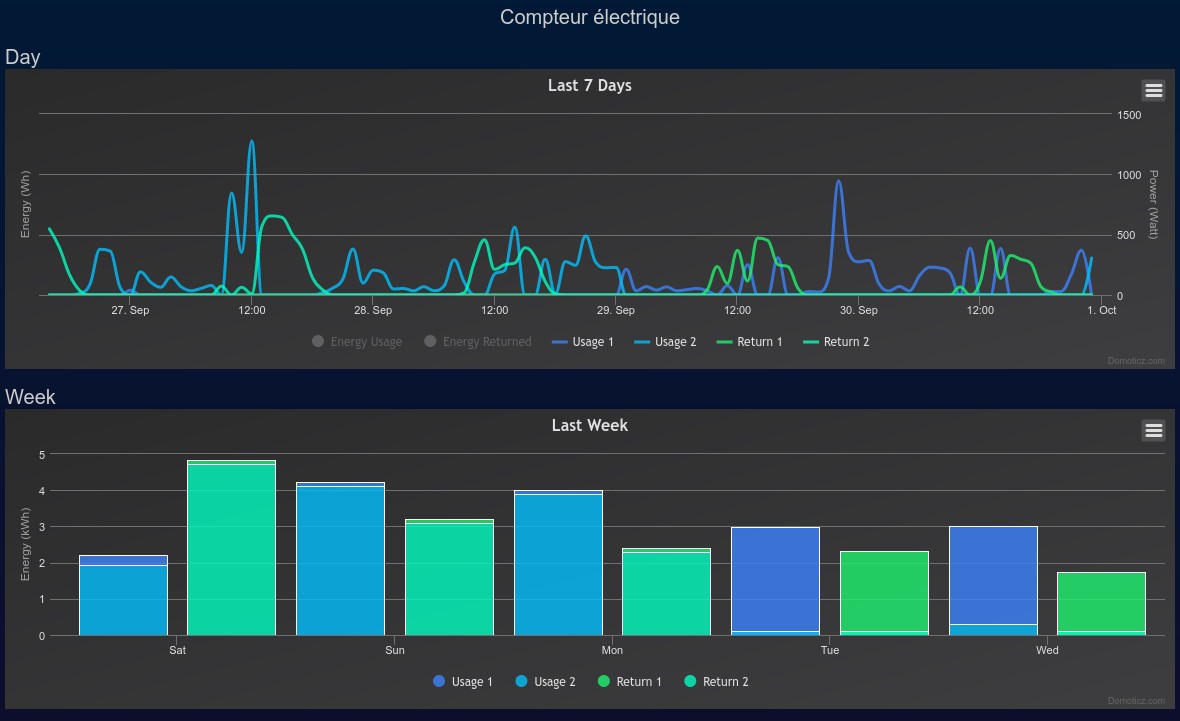 Compteur électrique
Day
Last 7 Days
1500
1000
500
0
Energy (Wh)
Power (Watt)
27. Sep 12:00 28. Sep 12:00 29. Sep 12:00 30. Sep 12:00 1. Oct
Energy Usage Energy Returned Usage 1 Usage 2 Return 1 Return 2
Domoticz.com
Week
Last Week
5
4
3
2
1
0
Energy (kWh)
Sat Sun Mon Tue Wed
Usage 1 Usage 2 Return 1 Return 2
Domoticz.com